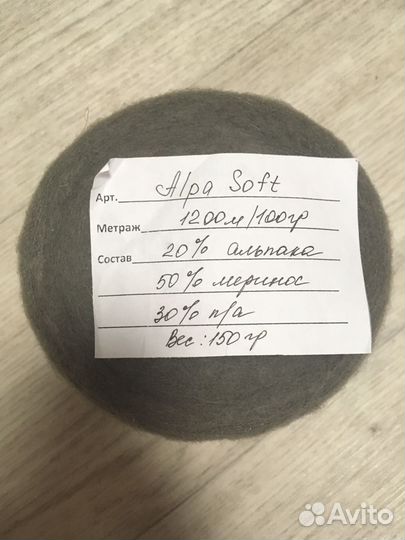 Арт. Alpa Soft
Метраж 1200м/100гр
Состав 20% альпака
50% меринос
30% п/а
Вес: 150 гр
Avito